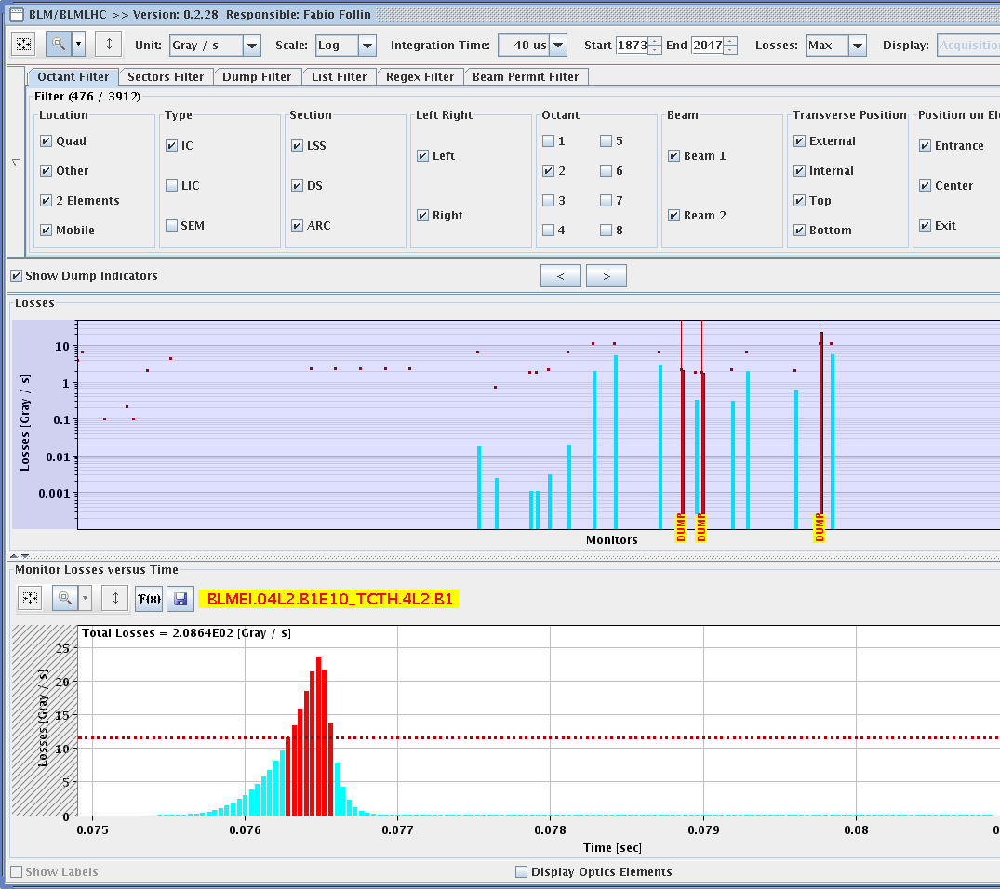 BLM/BLMLHC >> Version: 0.2.28 Responsible: Fabio Follin
Unit: Gray / s Scale: Log Integration Time: 40 us Start 1873 End 2047 Losses: Max Display: Acquisitio
Octant Filter Sectors Filter Dump Filter List Filter Regex Filter Beam Permit Filter
Filter (476 / 3912)
Location Type Section Left Right Octant Beam Transverse Position Position on El
Quad IC LSS Left 1 5 Beam 1 External Entrance
Other LIC DS 2 6 Internal Center
2 Elements 3 7 Top
Mobile SEM ARC Right 4 8 Beam 2 Bottom Exit
Show Dump Indicators < >
Losses
Losses [Gray / s]
10
1
0.1
0.01
0.001
DUMP DUMP DUMP
Monitors
Monitor Losses versus Time
F(x) BLMEI.04L2.B1E10_TCTH.4L2.B1
Total Losses = 2.0864E02 [Gray / s]
Losses [Gray / s]
25
20
15
10
5
0
0.075 0.076 0.077 0.078 0.079 0.08 0
Time [sec]
Show Labels Display Optics Elements